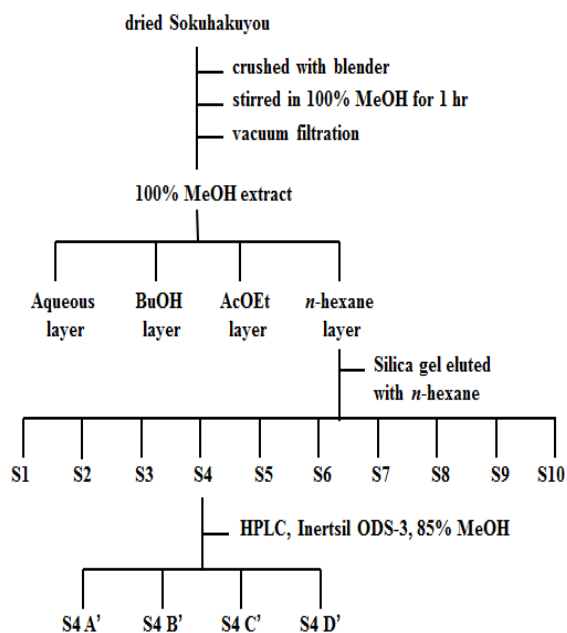 dried Sokuhakuyou
crushed with blender
stirred in 100% MeOH for 1 hr
vacuum filtration
100% MeOH extract
Aqueous
layer
BuOH
layer
AcOEt
layer
n-hexane
layer
Silica gel eluted
with n-hexane
S1
S2
S3
S4
S5
S6
S7
S8
S9
S10
HPLC, Inertsil ODS-3, 85% MeOH
S4 A’
S4 B’
S4 C’
S4 D’